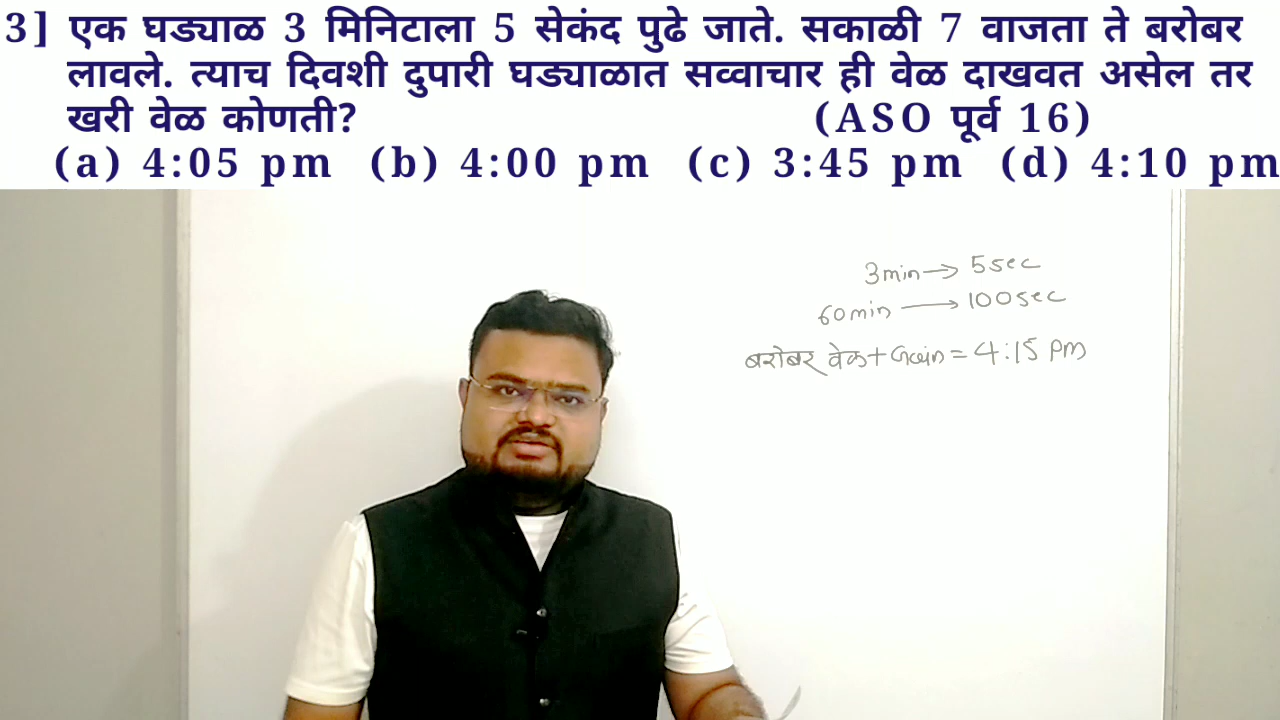 3] एक घड्याळ 3 मिनिटाला 5 सेकंद पुढे जाते. सकाळी 7 वाजता ते बरोबर
लावले. त्याच दिवशी दुपारी घड्याळात सव्वाचार ही वेळ दाखवत असेल तर
खरी वेळ कोणती? (ASO पूर्व 16)
(a) 4:05 pm (b) 4:00 pm (c) 3:45 pm (d) 4:10 pm
3min → 5sec
60min → 100sec
बरोबर वेळ + Gain = 4:15 pm